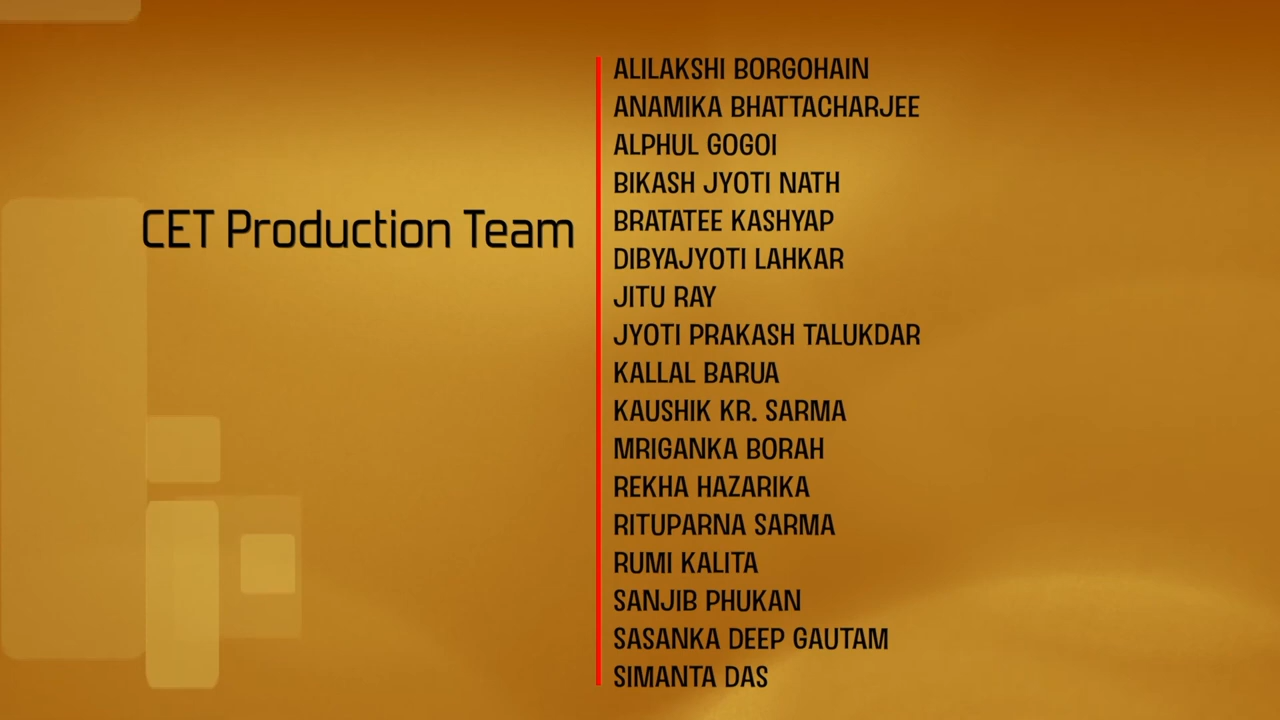 CET Production Team
ALILAKSHI BORGOHAIN
ANAMIKA BHATTACHARJEE
ALPHUL GOGOI
BIKASH JYOTI NATH
BRATATEE KASHYAP
DIBYAJYOTI LAHKAR
JITU RAY
JYOTI PRAKASH TALUKDAR
KALLAL BARUA
KAUSHIK KR. SARMA
MRIGANKA BORAH
REKHA HAZARIKA
RITUPARNA SARMA
RUMI KALITA
SANJIB PHUKAN
SASANKA DEEP GAUTAM
SIMANTA DAS